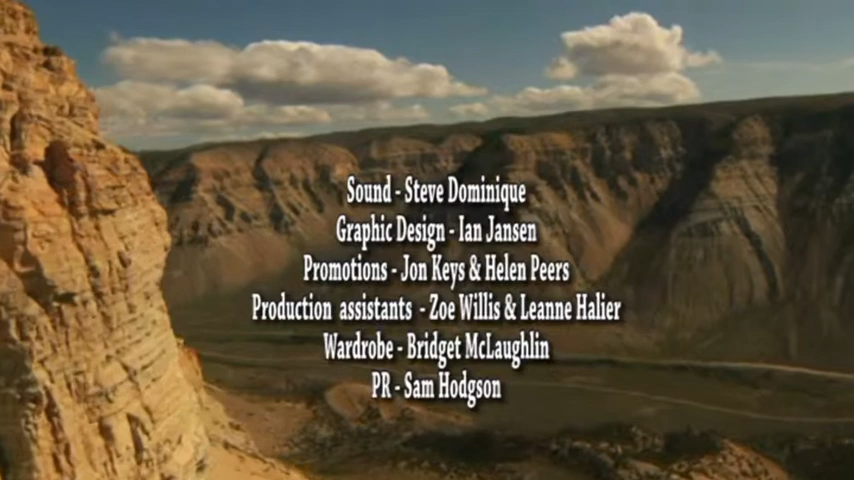 Sound - Steve Dominique
Graphic Design - Ian Jansen
Promotions - Jon Keys & Helen Peers
Production assistants - Zoe Willis & Leanne Halier
Wardrobe - Bridget McLaughlin
PR - Sam Hodgson